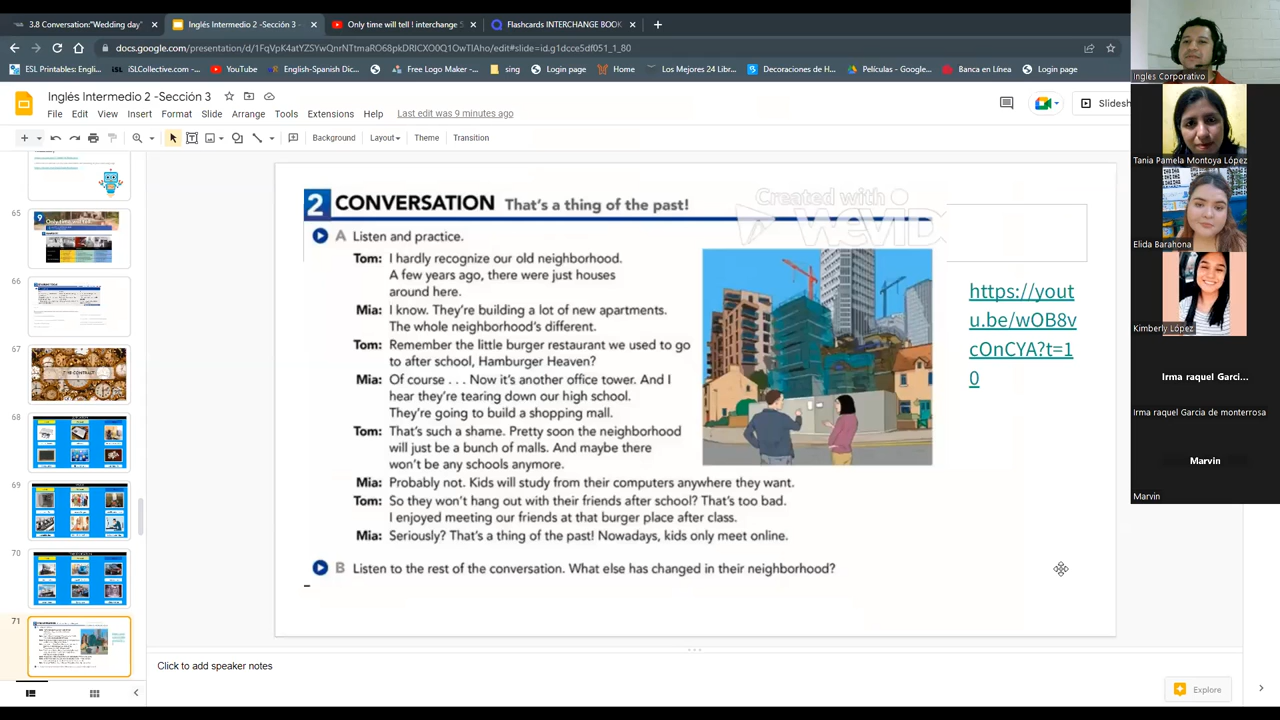 3.8 Conversation:"Wedding day"
Inglés Intermedio 2 -Sección 3 -
Only time will tell ! interchange 5
Flashcards INTERCHANGE BOOK
docs.google.com/presentation/d/1FqVpK4atYZSYwQnrNTtmaRO68pkDRICXO0Q1OwTlAho/edit#slide=id.g1dcce5df051_1_80
ESL Printables: Engli...
iSLCollective.com -...
YouTube
English-Spanish Dic...
Free Logo Maker -...
sing
Login page
Home
Los Mejores 24 Libr...
Decoraciones de H...
Películas - Google...
Banca en Línea
Login page
Inglés Intermedio 2 -Sección 3
File Edit View Insert Format Slide Arrange Tools Extensions Help Last edit was 9 minutes ago
Slidesh
Background Layout Theme Transition
65
66
67
68
69
70
71
2 CONVERSATION That's a thing of the past!
Created with
WeVideo
A Listen and practice.
Tom: I hardly recognize our old neighborhood.
A few years ago, there were just houses
around here.
Mia: I know. They're building a lot of new apartments.
The whole neighborhood's different.
Tom: Remember the little burger restaurant we used to go
to after school, Hamburger Heaven?
Mia: Of course . . . Now it's another office tower. And I
hear they're tearing down our high school.
They're going to build a shopping mall.
Tom: That's such a shame. Pretty soon the neighborhood
will just be a bunch of malls. And maybe there
won't be any schools anymore.
Mia: Probably not. Kids will study from their computers anywhere they want.
Tom: So they won't hang out with their friends after school? That's too bad.
I enjoyed meeting our friends at that burger place after class.
Mia: Seriously? That's a thing of the past! Nowadays, kids only meet online.
B Listen to the rest of the conversation. What else has changed in their neighborhood?
https://yout
u.be/wOB8v
cOnCYA?t=1
0
Click to add speaker notes
Explore
Ingles Corporativo
Tania Pamela Montoya López
Elida Barahona
Kimberly López
Irma raquel Garci...
Irma raquel Garcia de monterrosa
Marvin
Marvin